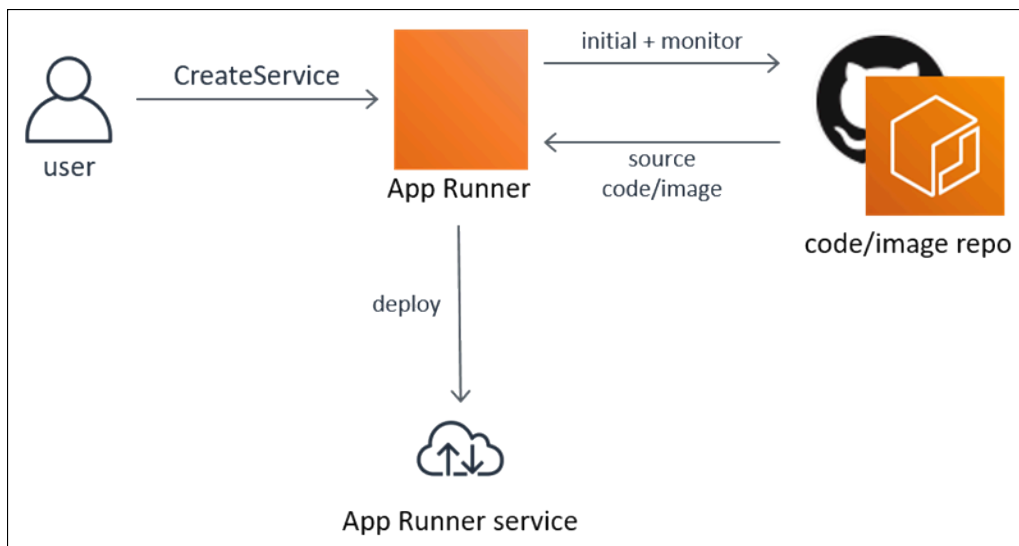 CreateService
initial + monitor
user
App Runner
source
code/image
code/image repo
deploy
App Runner service